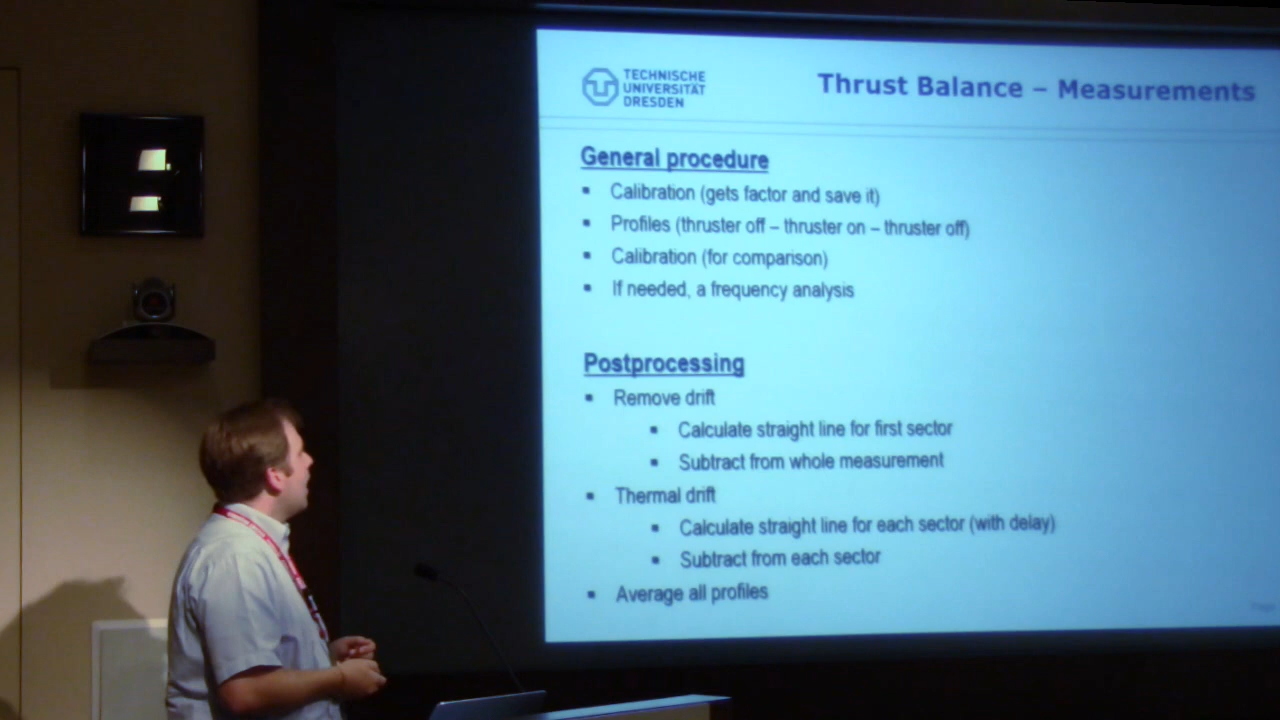 TECHNISCHE
UNIVERSITÄT
DRESDEN
Thrust Balance – Measurements
General procedure
▪ Calibration (gets factor and save it)
▪ Profiles (thruster off – thruster on – thruster off)
▪ Calibration (for comparison)
▪ If needed, a frequency analysis
Postprocessing
▪ Remove drift
▪ Calculate straight line for first sector
▪ Subtract from whole measurement
▪ Thermal drift
▪ Calculate straight line for each sector (with delay)
▪ Subtract from each sector
▪ Average all profiles